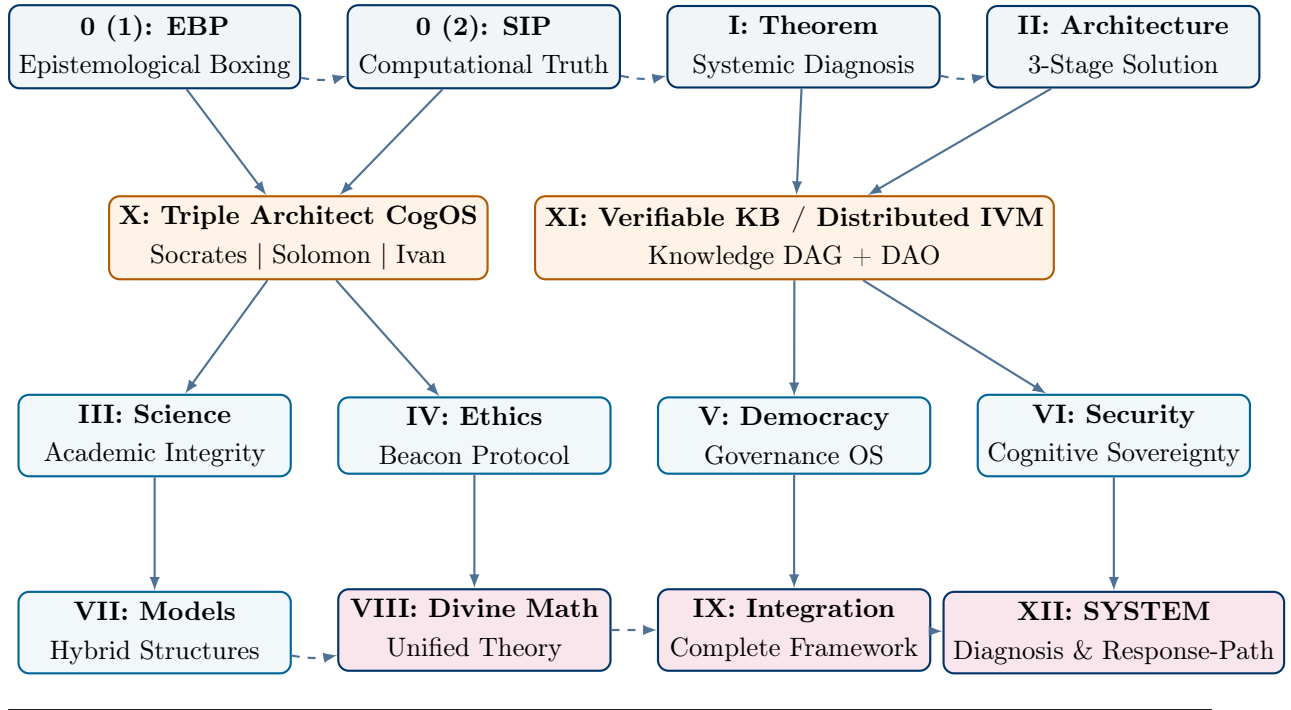 0 (1): EBP
Epistemological Boxing
0 (2): SIP
Computational Truth
I: Theorem
Systemic Diagnosis
II: Architecture
3-Stage Solution
X: Triple Architect CogOS
Socrates | Solomon | Ivan
XI: Verifiable KB / Distributed IVM
Knowledge DAG + DAO
III: Science
Academic Integrity
IV: Ethics
Beacon Protocol
V: Democracy
Governance OS
VI: Security
Cognitive Sovereignty
VII: Models
Hybrid Structures
VIII: Divine Math
Unified Theory
IX: Integration
Complete Framework
XII: SYSTEM
Diagnosis & Response-Path